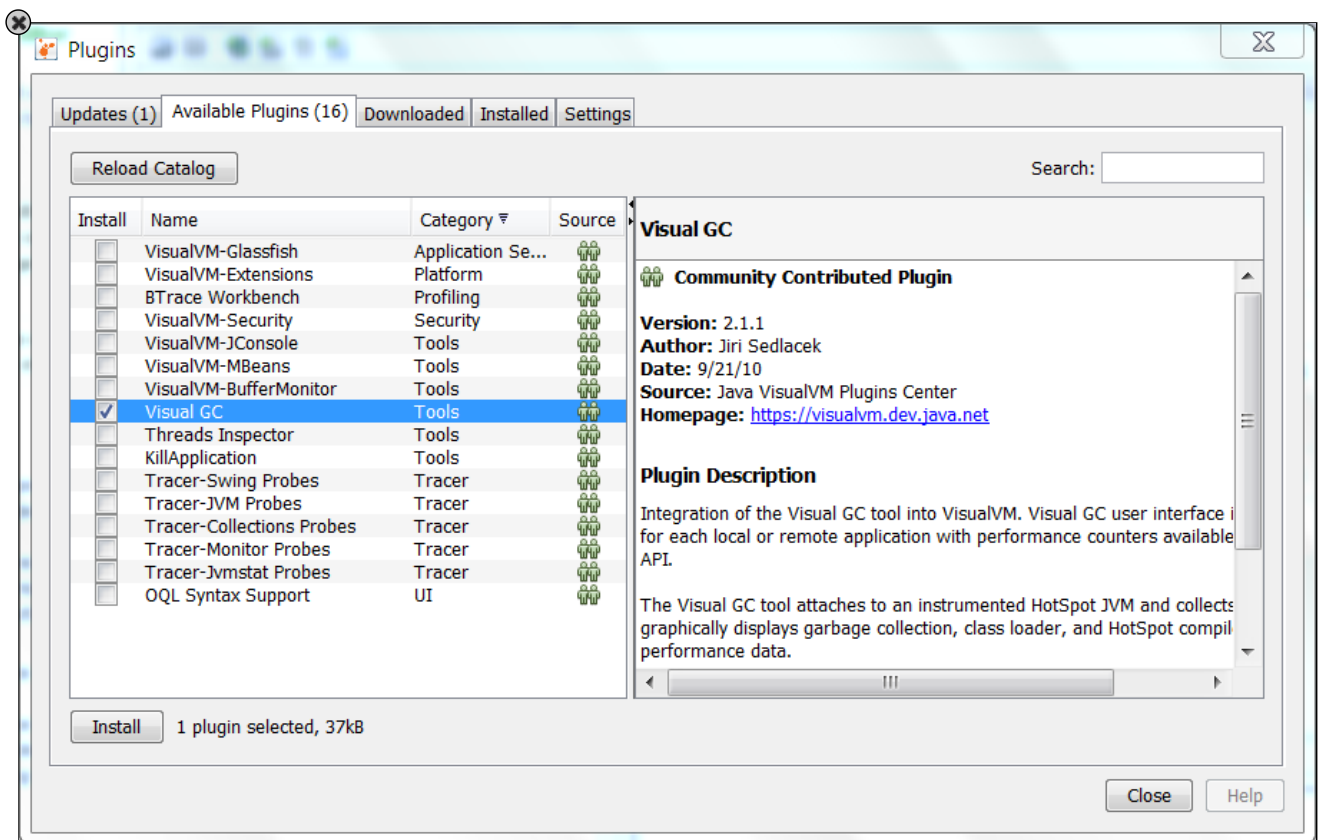 Plugins
Updates (1) Available Plugins (16) Downloaded Installed Settings
Reload Catalog Search:
Install Name Category Source
VisualVM-Glassfish Application Se...
VisualVM-Extensions Platform
BTrace Workbench Profiling
VisualVM-Security Security
VisualVM-JConsole Tools
VisualVM-MBeans Tools
VisualVM-BufferMonitor Tools
Visual GC Tools
Threads Inspector Tools
KillApplication Tools
Tracer-Swing Probes Tracer
Tracer-JVM Probes Tracer
Tracer-Collections Probes Tracer
Tracer-Monitor Probes Tracer
Tracer-Jvmstat Probes Tracer
OQL Syntax Support UI
Visual GC
Community Contributed Plugin
Version: 2.1.1
Author: Jiri Sedlacek
Date: 9/21/10
Source: Java VisualVM Plugins Center
Homepage: https://visualvm.dev.java.net
Plugin Description
Integration of the Visual GC tool into VisualVM. Visual GC user interface i
for each local or remote application with performance counters available
API.
The Visual GC tool attaches to an instrumented HotSpot JVM and collects
graphically displays garbage collection, class loader, and HotSpot compil
performance data.
Install 1 plugin selected, 37kB
Close Help